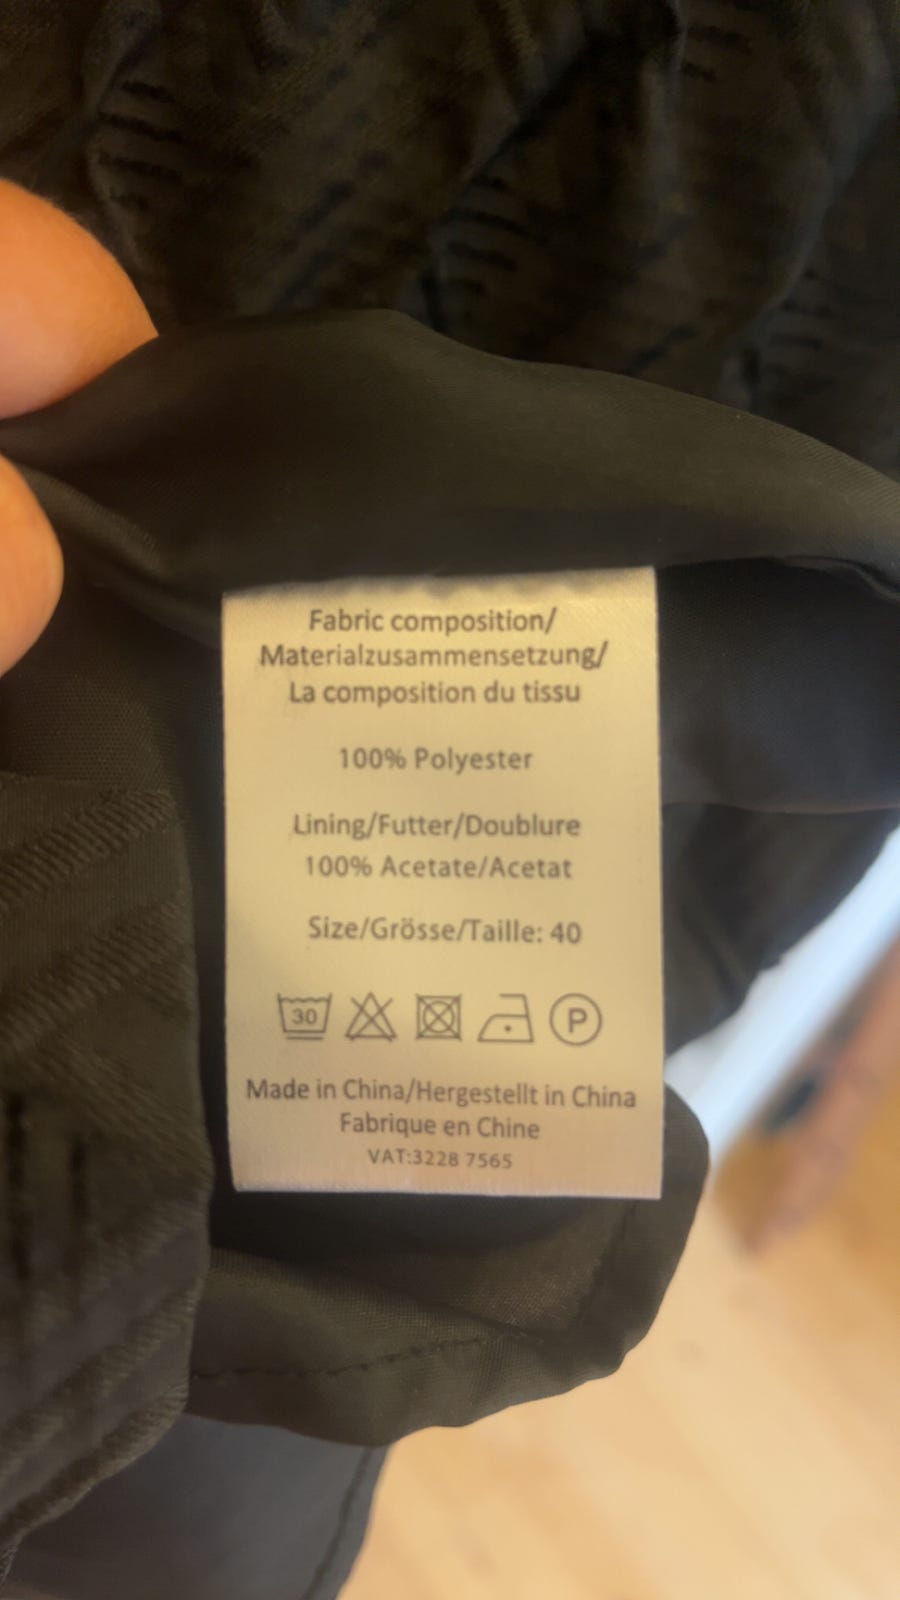 Fabric composition/
Materialzusammensetzung/
La composition du tissu
100% Polyester
Lining/Futter/Doublure
100% Acetate/Acetat
Size/Grösse/Taille: 40
30 P
Made in China/Hergestellt in China
Fabrique en Chine
VAT:3228 7565